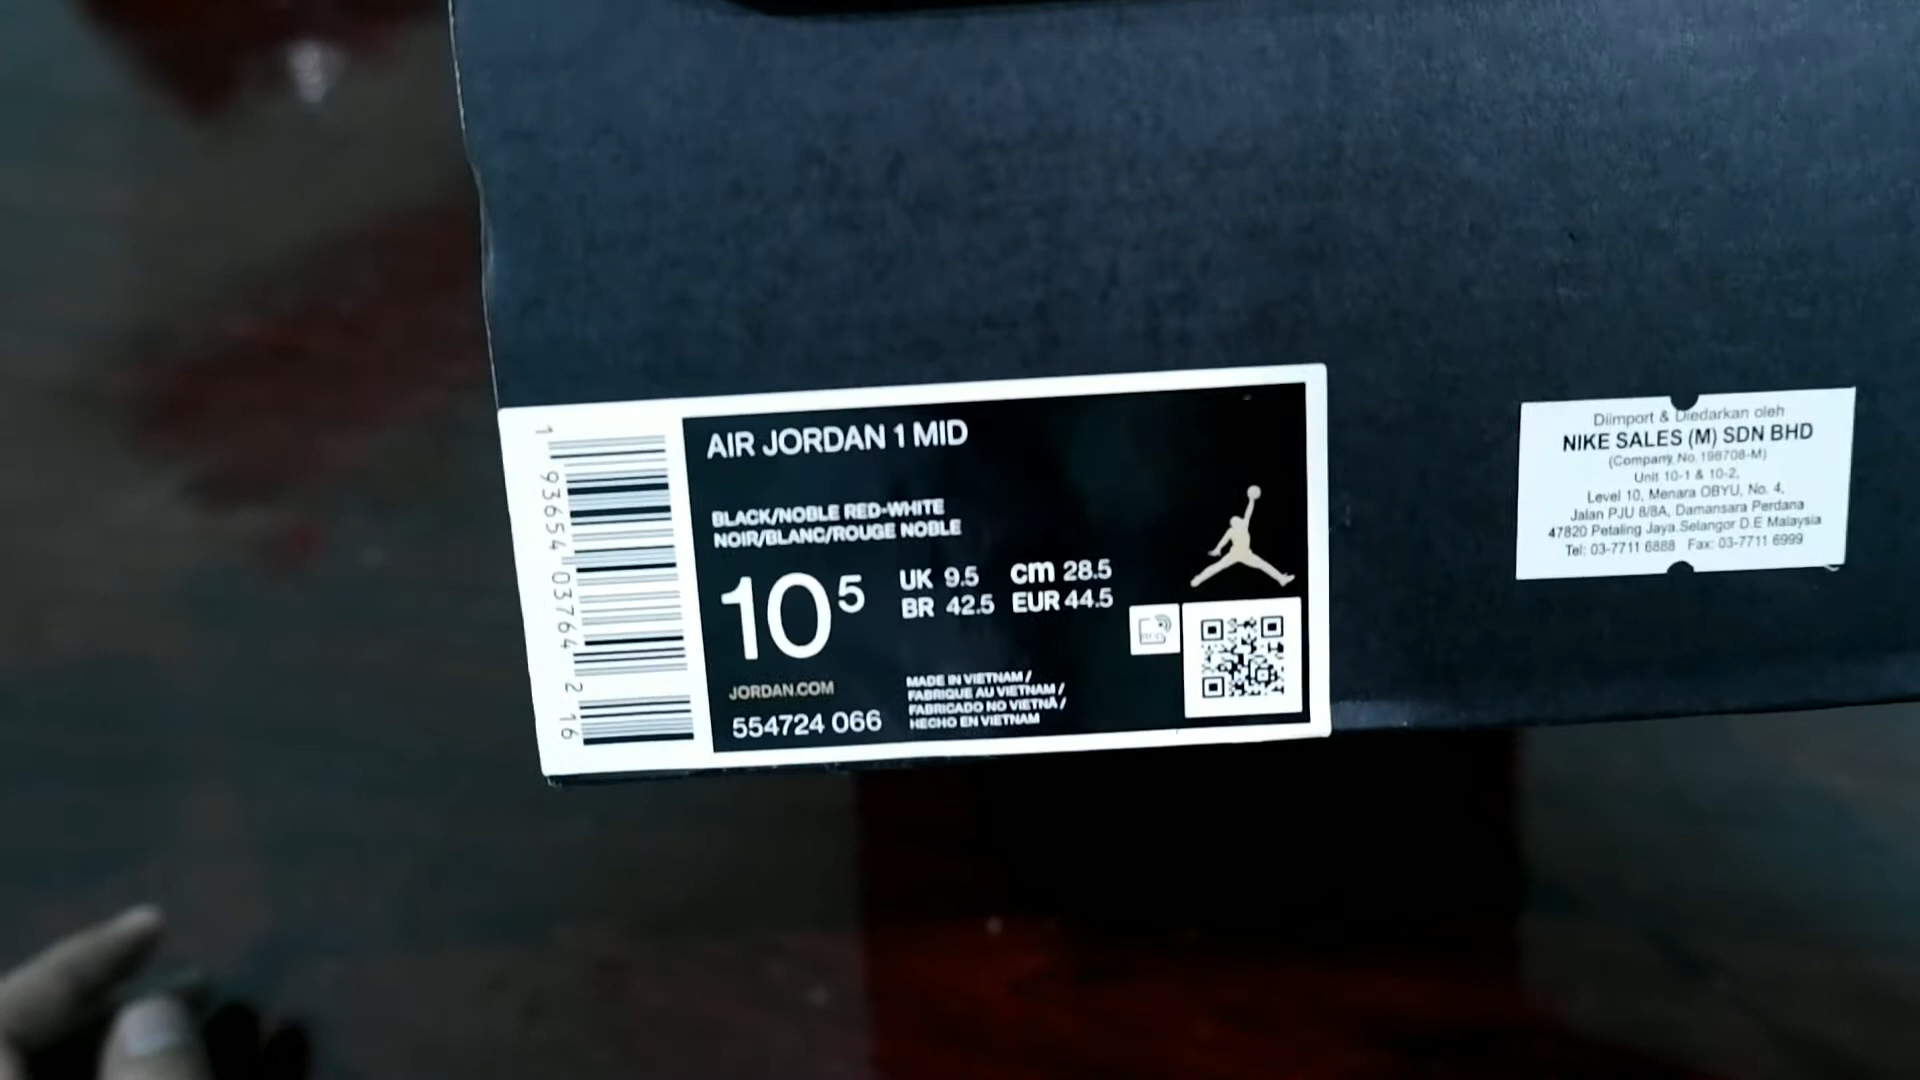 AIR JORDAN 1 MID
BLACK/NOBLE RED-WHITE
NOIR/BLANC/ROUGE NOBLE
10 5
UK 9.5 cm 28.5
BR 42.5 EUR 44.5
JORDAN.COM
554724 066
MADE IN VIETNAM /
FABRIQUE AU VIETNAM /
FABRICADO NO VIETNÃ /
HECHO EN VIETNAM
1 93654 03764 2 16
Diimport & Diedarkan oleh
NIKE SALES (M) SDN BHD
(Company No. 198708-M)
Unit 10-1 & 10-2,
Level 10, Menara OBYU, No. 4,
Jalan PJU 8/8A, Damansara Perdana
47820 Petaling Jaya.Selangor D.E Malaysia
Tel: 03-7711 6888 Fax: 03-7711 6999